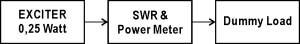 EXCITER
0,25 Watt
SWR &
Power Meter
Dummy Load